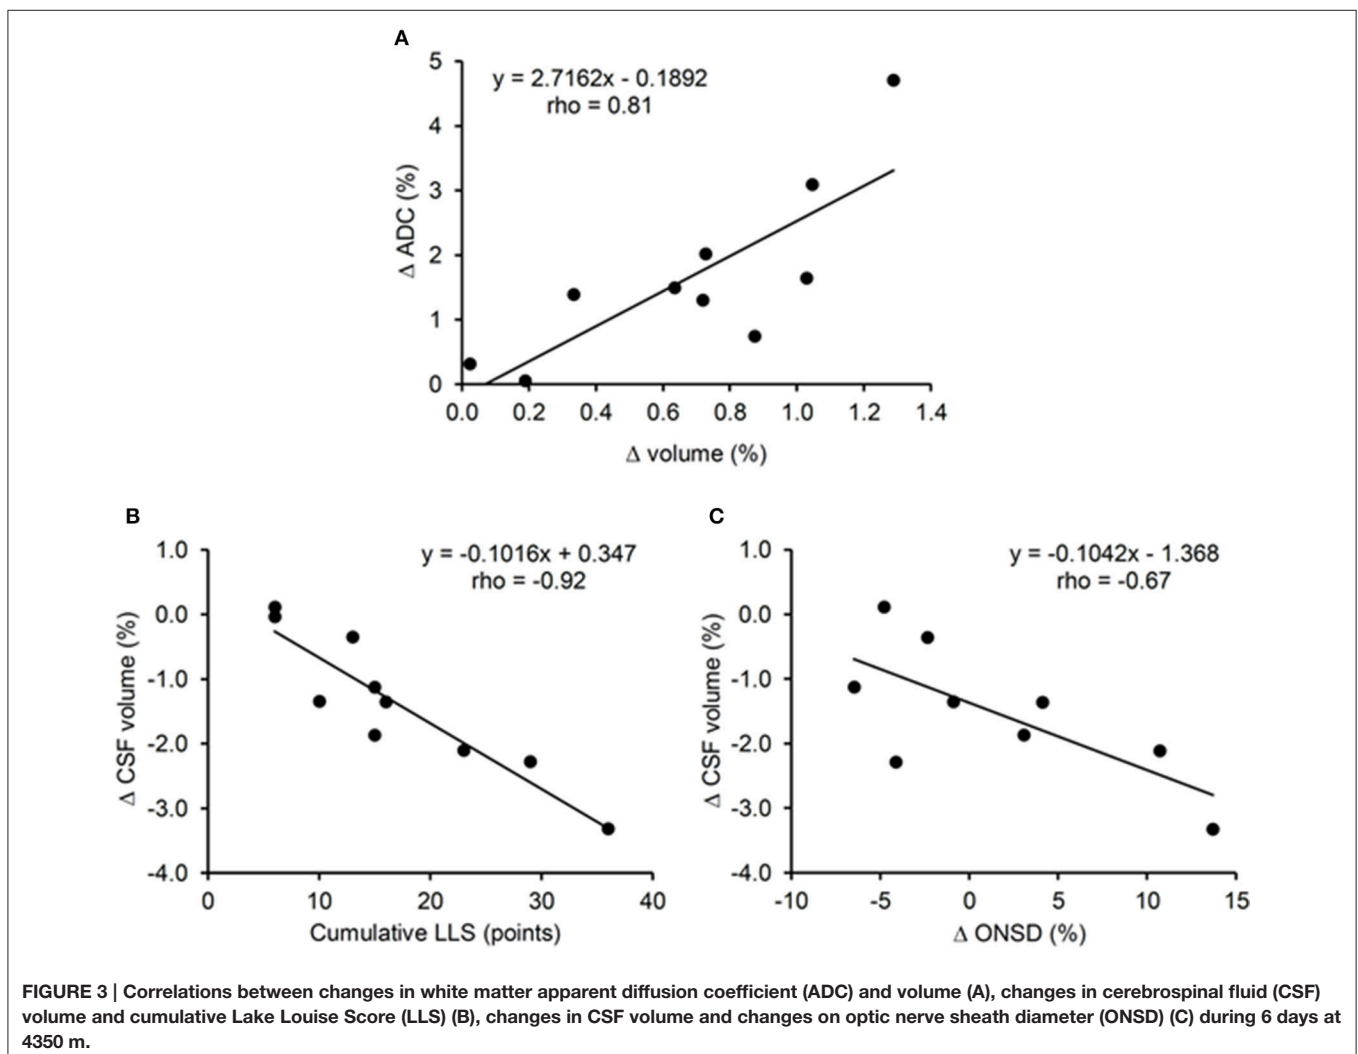 A
5
4
3
2
1
0
Δ ADC (%)
y = 2.7162x - 0.1892
rho = 0.81
0.0 0.2 0.4 0.6 0.8 1.0 1.2 1.4
Δ volume (%)
B
1.0
0.0
-1.0
-2.0
-3.0
-4.0
Δ CSF volume (%)
y = -0.1016x + 0.347
rho = -0.92
0 10 20 30 40
Cumulative LLS (points)
C
1.0
0.0
-1.0
-2.0
-3.0
-4.0
Δ CSF volume (%)
y = -0.1042x - 1.368
rho = -0.67
-10 -5 0 5 10 15
Δ ONSD (%)
FIGURE 3 | Correlations between changes in white matter apparent diffusion coefficient (ADC) and volume (A), changes in cerebrospinal fluid (CSF)
volume and cumulative Lake Louise Score (LLS) (B), changes in CSF volume and changes on optic nerve sheath diameter (ONSD) (C) during 6 days at
4350 m.